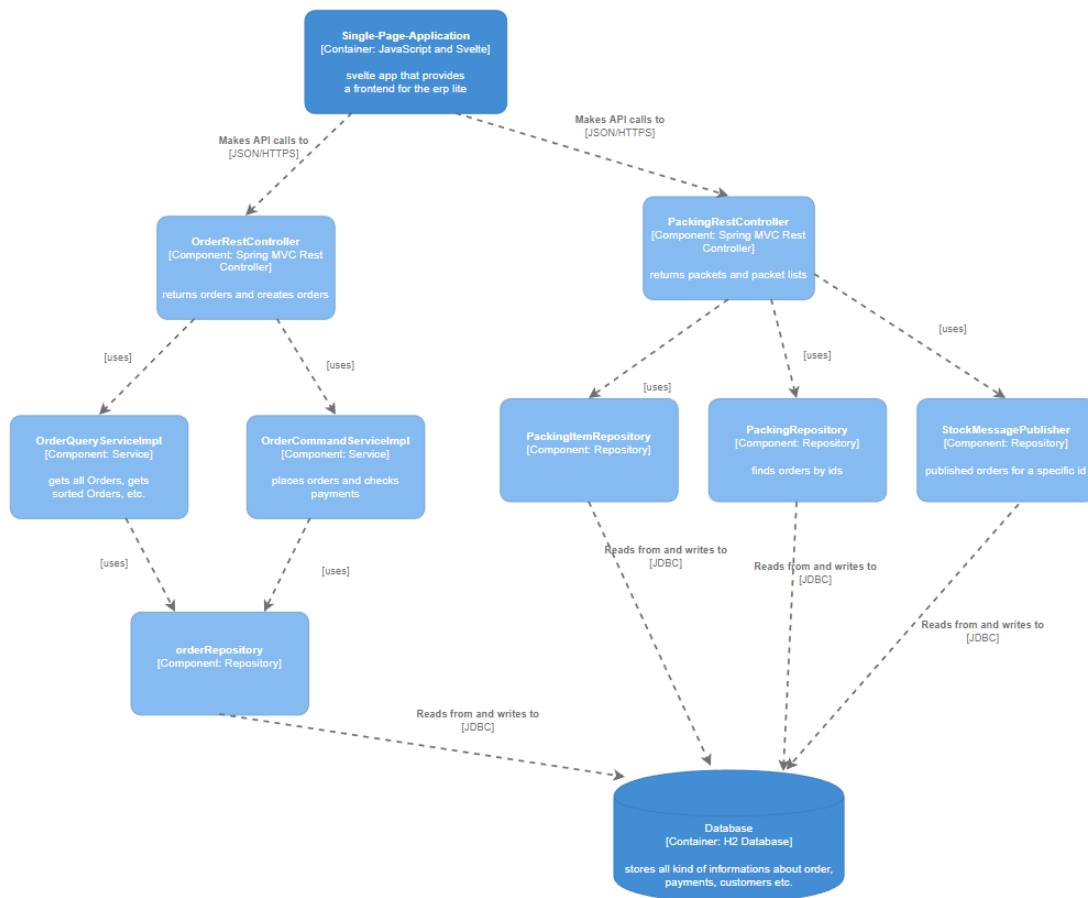 Single-Page-Application
[Container: JavaScript and Svelte]
svelte app that provides
a frontend for the erp lite
Makes API calls to
[JSON/HTTPS]
Makes API calls to
[JSON/HTTPS]
OrderRestController
[Component: Spring MVC Rest
Controller]
returns orders and creates orders
PackingRestController
[Component: Spring MVC Rest
Controller]
returns packets and packet lists
[uses]
[uses]
[uses]
[uses]
[uses]
OrderQueryServiceImpl
[Component: Service]
gets all Orders, gets
sorted Orders, etc.
OrderCommandServiceImpl
[Component: Service]
places orders and checks
payments
PackingItemRepository
[Component: Repository]
PackingRepository
[Component: Repository]
finds orders by ids
StockMessagePublisher
[Component: Repository]
published orders for a specific id
[uses]
[uses]
Reads from and writes to
[JDBC]
Reads from and writes to
[JDBC]
Reads from and writes to
[JDBC]
orderRepository
[Component: Repository]
Reads from and writes to
[JDBC]
Database
[Container: H2 Database]
stores all kind of informations about order,
payments, customers etc.